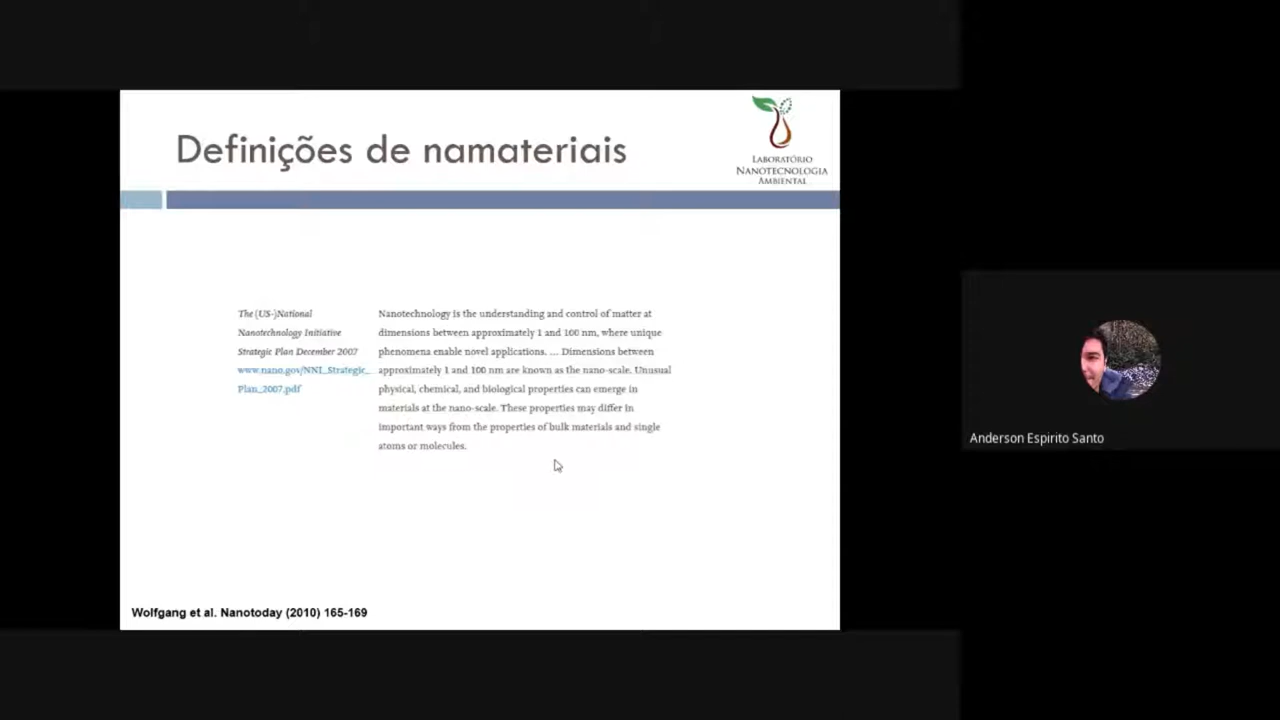 Definições de namateriais
LABORATÓRIO
NANOTECNOLOGIA
AMBIENTAL
The (US-)National
Nanotechnology Initiative
Strategic Plan December 2007
www.nano.gov/NNI_Strategic_
Plan_2007.pdf
Nanotechnology is the understanding and control of matter at
dimensions between approximately 1 and 100 nm, where unique
phenomena enable novel applications. ... Dimensions between
approximately 1 and 100 nm are known as the nano-scale. Unusual
physical, chemical, and biological properties can emerge in
materials at the nano-scale. These properties may differ in
important ways from the properties of bulk materials and single
atoms or molecules.
Wolfgang et al. Nanotoday (2010) 165-169
Anderson Espirito Santo